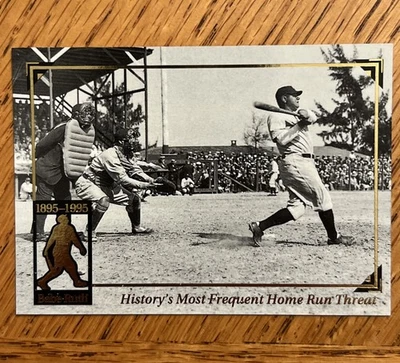 1895-1995
Babe Ruth
History's Most Frequent Home Run Threat